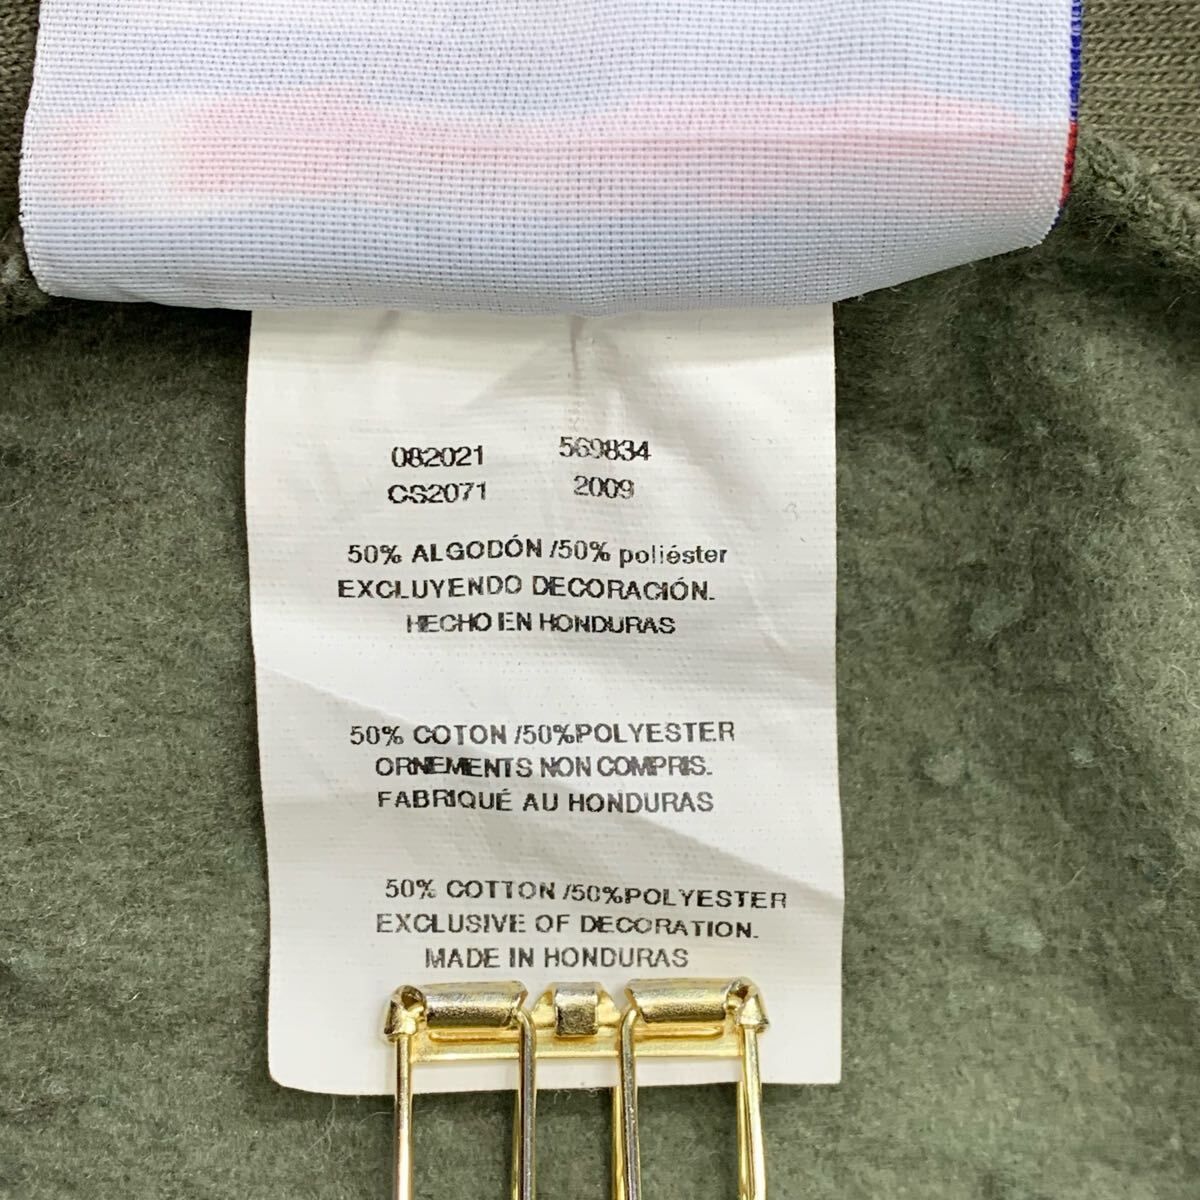 082021 569834
CS2071 2009
50% ALGODÓN /50% poliéster
EXCLUYENDO DECORACIÓN.
HECHO EN HONDURAS
50% COTON /50%POLYESTER
ORNEMENTS NON COMPRIS.
FABRIQUÉ AU HONDURAS
50% COTTON /50%POLYESTER
EXCLUSIVE OF DECORATION.
MADE IN HONDURAS